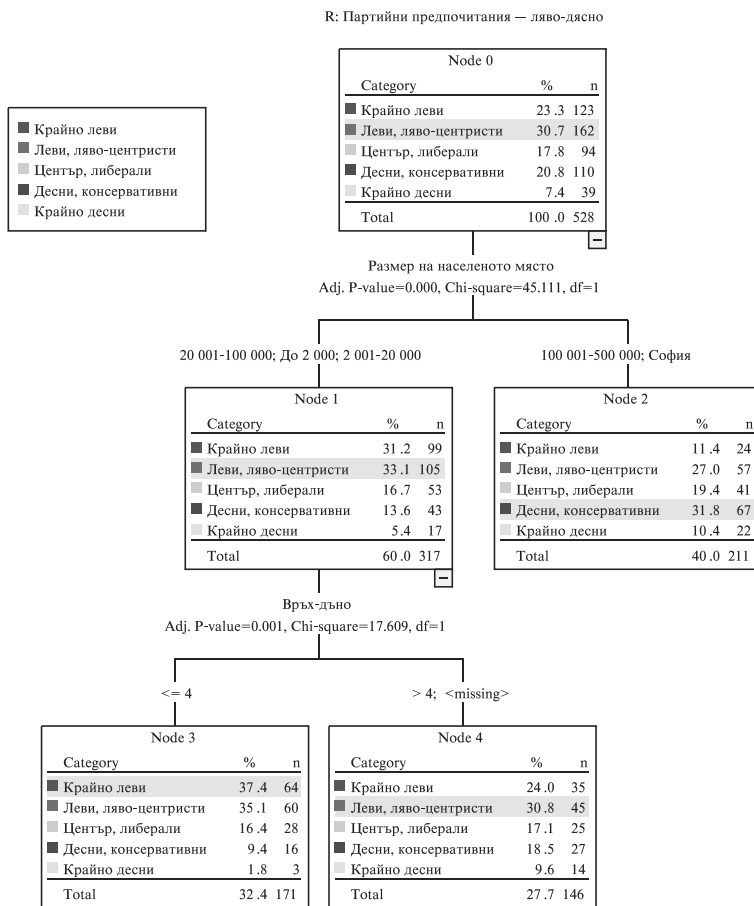 R: Партийни предпочитания — ляво-дясно
Крайно леви
Леви, ляво-центристи
Център, либерали
Десни, консервативни
Крайно десни
Node 0
Category % n
Крайно леви 23 .3 123
Леви, ляво-центристи 30 .7 162
Център, либерали 17 .8 94
Десни, консервативни 20 .8 110
Крайно десни 7 .4 39
Total 100 .0 528
Размер на населеното място
Adj. P-value=0.000, Chi-square=45.111, df=1
20 001-100 000; До 2 000; 2 001-20 000
100 001-500 000; София
Node 1
Category % n
Крайно леви 31 .2 99
Леви, ляво-центристи 33 .1 105
Център, либерали 16 .7 53
Десни, консервативни 13 .6 43
Крайно десни 5 .4 17
Total 60 .0 317
Node 2
Category % n
Крайно леви 11 .4 24
Леви, ляво-центристи 27 .0 57
Център, либерали 19 .4 41
Десни, консервативни 31 .8 67
Крайно десни 10 .4 22
Total 40 .0 211
Връх-дъно
Adj. P-value=0.001, Chi-square=17.609, df=1
<= 4
> 4; <missing>
Node 3
Category % n
Крайно леви 37 .4 64
Леви, ляво-центристи 35 .1 60
Център, либерали 16 .4 28
Десни, консервативни 9 .4 16
Крайно десни 1 .8 3
Total 32 .4 171
Node 4
Category % n
Крайно леви 24 .0 35
Леви, ляво-центристи 30 .8 45
Център, либерали 17 .1 25
Десни, консервативни 18 .5 27
Крайно десни 9 .6 14
Total 27 .7 146